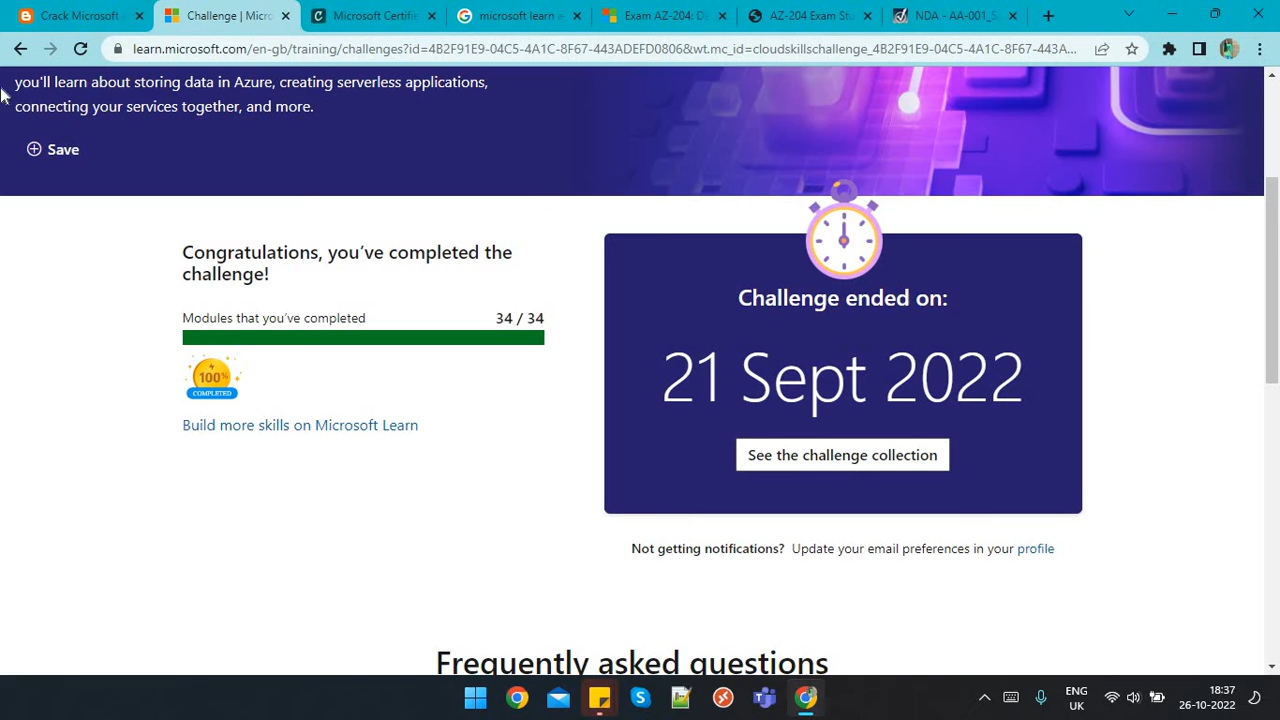 Crack Microsoft A
Challenge | Micr
Microsoft Certifie
microsoft learn a
Exam AZ-204: De
AZ-204 Exam Stu
NDA - AA-001_S
learn.microsoft.com/en-gb/training/challenges?id=4B2F91E9-04C5-4A1C-8F67-443ADEFD0806&wt.mc_id=cloudskillschallenge_4B2F91E9-04C5-4A1C-8F67-443A...
you'll learn about storing data in Azure, creating serverless applications,
connecting your services together, and more.
Save
Congratulations, you've completed the
challenge!
Modules that you've completed 34 / 34
100%
COMPLETED
Build more skills on Microsoft Learn
Challenge ended on:
21 Sept 2022
See the challenge collection
Not getting notifications? Update your email preferences in your profile
Frequently asked questions
ENG
UK
18:37
26-10-2022